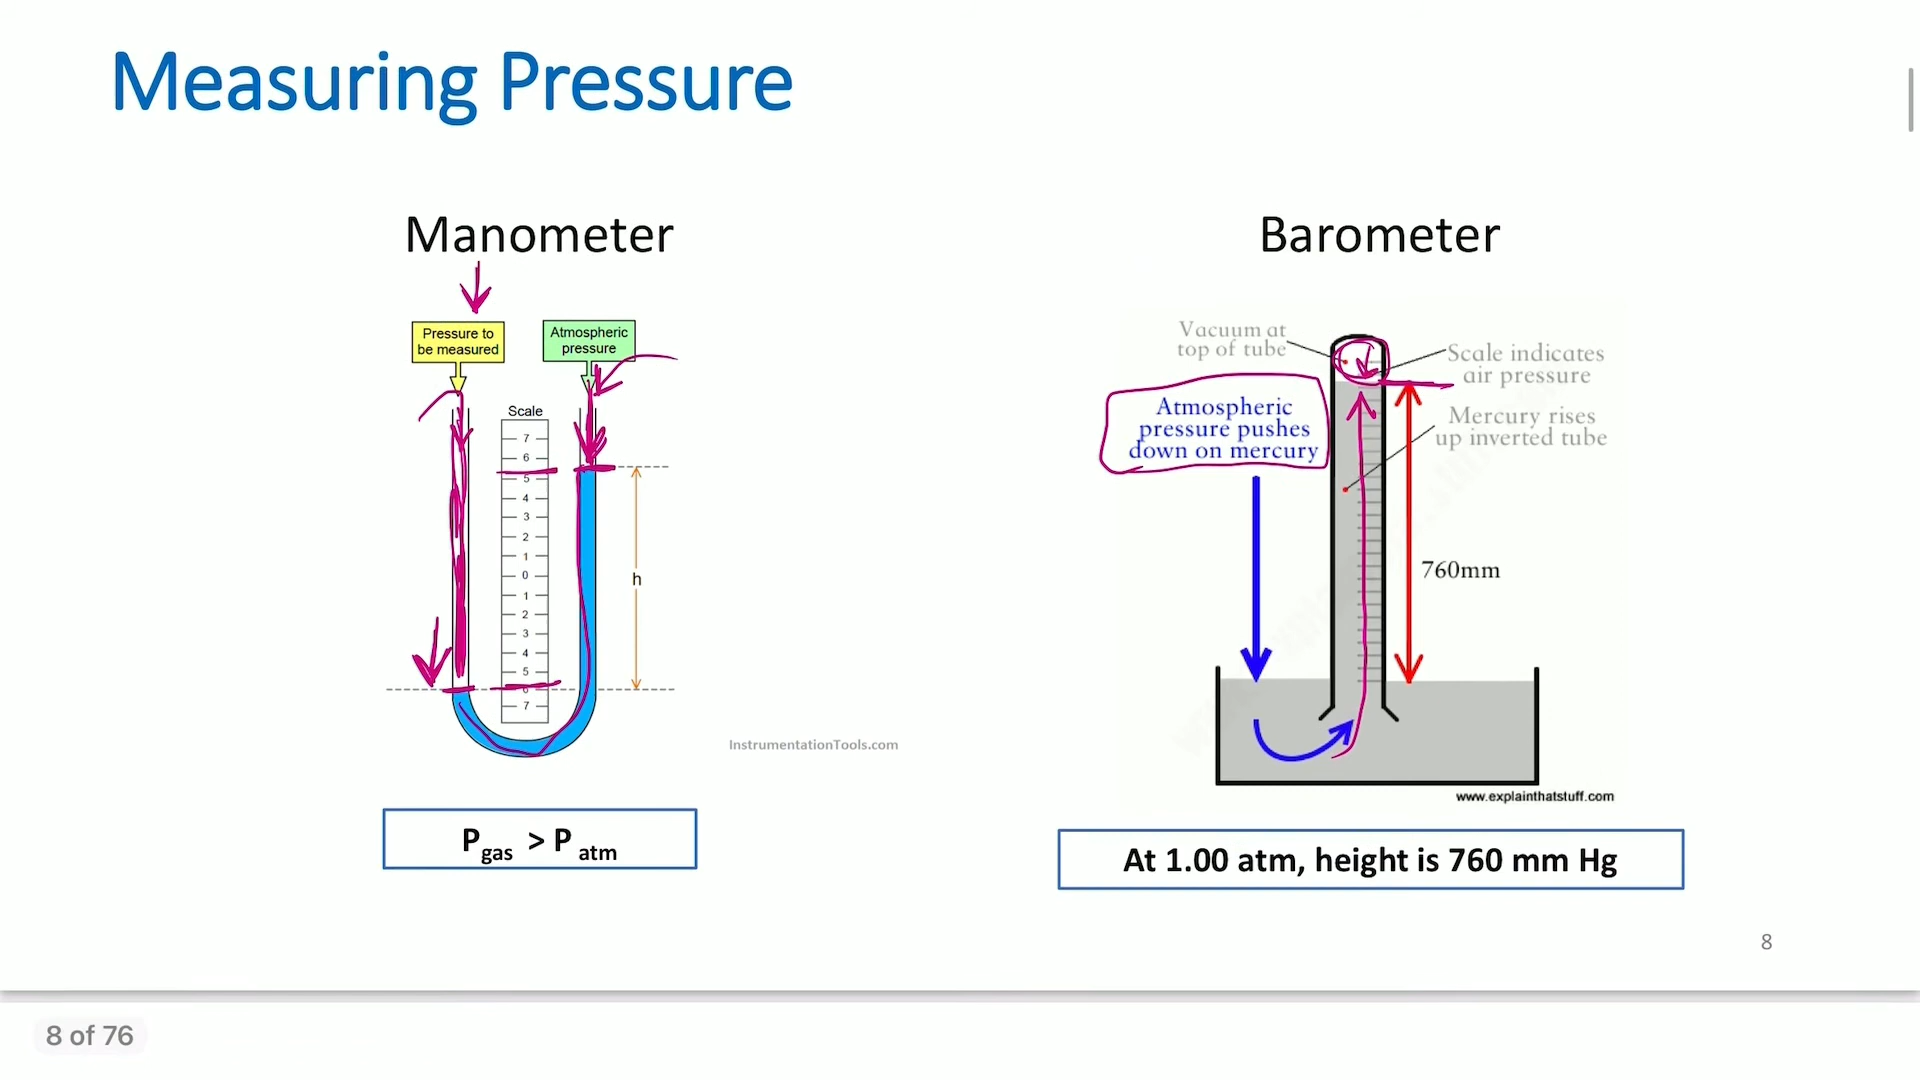 Measuring Pressure
Manometer
Pressure to
be measured
Atmospheric
pressure
Scale
7
6
5
4
3
2
1
0
1
2
3
4
5
6
7
h
InstrumentationTools.com
P gas > P atm
Barometer
Vacuum at
top of tube
Scale indicates
air pressure
Atmospheric
pressure pushes
down on mercury
Mercury rises
up inverted tube
760mm
www.explainthatstuff.com
At 1.00 atm, height is 760 mm Hg
8
8 of 76